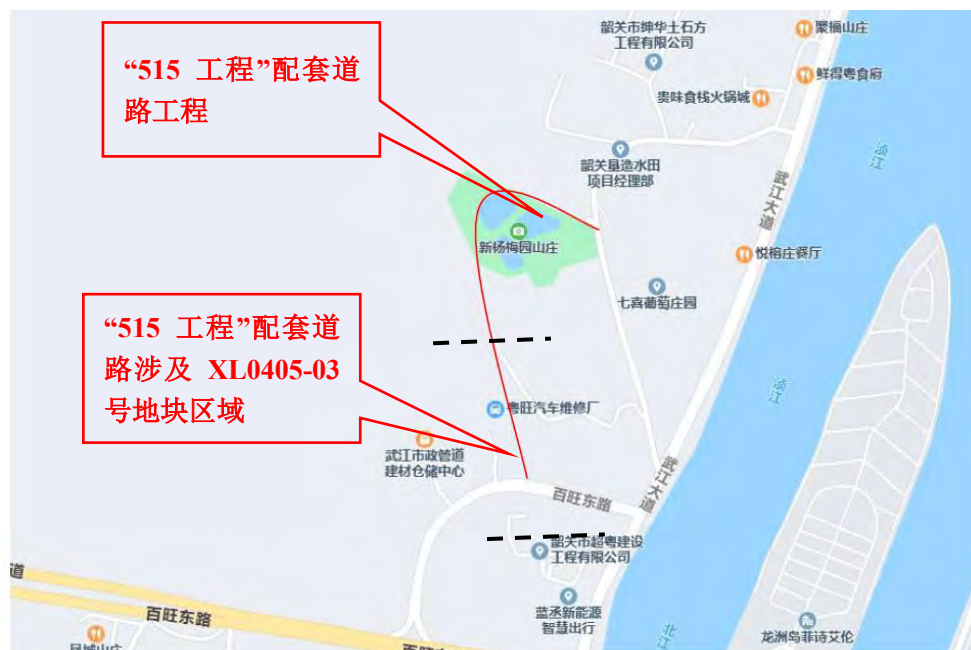 “515 工程”配套道
路工程
韶关市绅华土石方
工程有限公司
聚福山庄
鲜得粤食府
贵味食栈火锅城
浈江
韶关垦造水田
项目经理部
武江大道
新杨梅园山庄
悦榕庄餐厅
七喜葡萄庄园
“515 工程”配套道
路涉及 XL0405-03
号地块区域
浈江
粤旺汽车维修厂
武江市政管道
建材仓储中心
武江大道
百旺东路
韶关市超粤建设
工程有限公司
道
百旺东路
蓝丞新能源
智慧出行
北江
龙洲岛菲诗艾伦
百旺东路